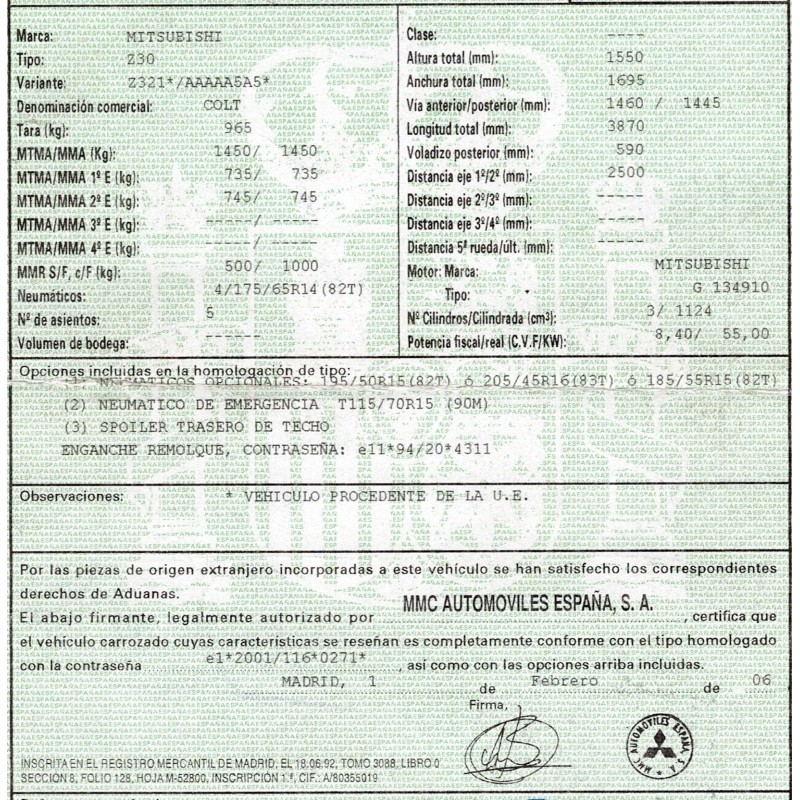 Marca: MITSUBISHI
Tipo: Z30
Variante: Z321*/AAAAA5A5*
Denominación comercial: COLT
Tara (kg): 965
MTMA/MMA (Kg): 1450/ 1450
MTMA/MMA 1º E (kg): 735/ 735
MTMA/MMA 2º E (kg): 745/ 745
MTMA/MMA 3º E (kg): -----/ -----
MTMA/MMA 4º E (kg): -----/ -----
MMR S/F, c/F (kg): 500/ 1000
Neumáticos: 4/175/65R14(82T)
Nº de asientos: 5
Volumen de bodega: ------
Clase: ----
Altura total (mm): 1550
Anchura total (mm): 1695
Vía anterior/posterior (mm): 1460 / 1445
Longitud total (mm): 3870
Voladizo posterior (mm): 590
Distancia eje 1º/2º (mm): 2500
Distancia eje 2º/3º (mm): -----
Distancia eje 3º/4º (mm): -----
Distancia 5ª rueda/últ. (mm): -----
Motor: Marca: MITSUBISHI
Tipo: G 134910
Nº Cilindros/Cilindrada (cm³): 3/ 1124
Potencia fiscal/real (C.V.F/KW): 8,40/ 55,00
Opciones incluidas en la homologación de tipo:
(1) NEUMATICOS OPCIONALES: 195/50R15(82T) ó 205/45R16(83T) ó 185/55R15(82T)
(2) NEUMATICO DE EMERGENCIA T115/70R15 (90M)
(3) SPOILER TRASERO DE TECHO
ENGANCHE REMOLQUE, CONTRASEÑA: e11*94/20*4311
Observaciones: * VEHICULO PROCEDENTE DE LA U.E.
Por las piezas de origen extranjero incorporadas a este vehículo se han satisfecho los correspondientes
derechos de Aduanas.
El abajo firmante, legalmente autorizado por MMC AUTOMOVILES ESPAÑA, S. A., certifica que
el vehículo carrozado cuyas características se reseñan es completamente conforme con el tipo homologado
con la contraseña e1*2001/116*0271*, así como con las opciones arriba incluidas.
MADRID, 1 de Febrero de 06
Firma,
MMC AUTOMOVILES ESPAÑA, S. A.
INSCRITA EN EL REGISTRO MERCANTIL DE MADRID, EL 18.06.92, TOMO 3088, LIBRO 0
SECCIÓN 8, FOLIO 128, HOJA M-52800, INSCRIPCIÓN 1.ª, CIF.: A/80355019